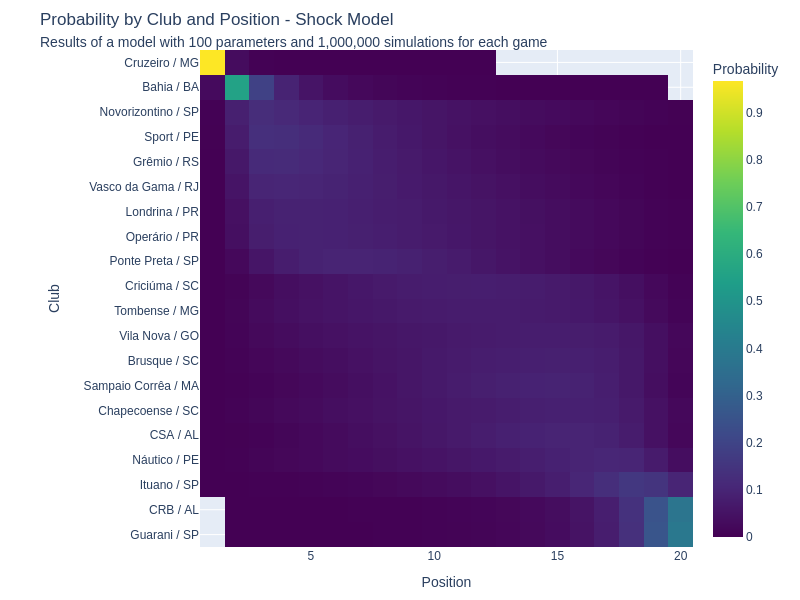 Probability by Club and Position - Shock Model
Results of a model with 100 parameters and 1,000,000 simulations for each game
Probability
Cruzeiro / MG
Bahia / BA
Novorizontino / SP
Sport / PE
Grêmio / RS
Vasco da Gama / RJ
Londrina / PR
Operário / PR
Ponte Preta / SP
Criciúma / SC
Tombense / MG
Vila Nova / GO
Brusque / SC
Sampaio Corrêa / MA
Chapecoense / SC
CSA / AL
Náutico / PE
Ituano / SP
CRB / AL
Guarani / SP
Club
5
10
15
20
Position
0.9
0.8
0.7
0.6
0.5
0.4
0.3
0.2
0.1
0